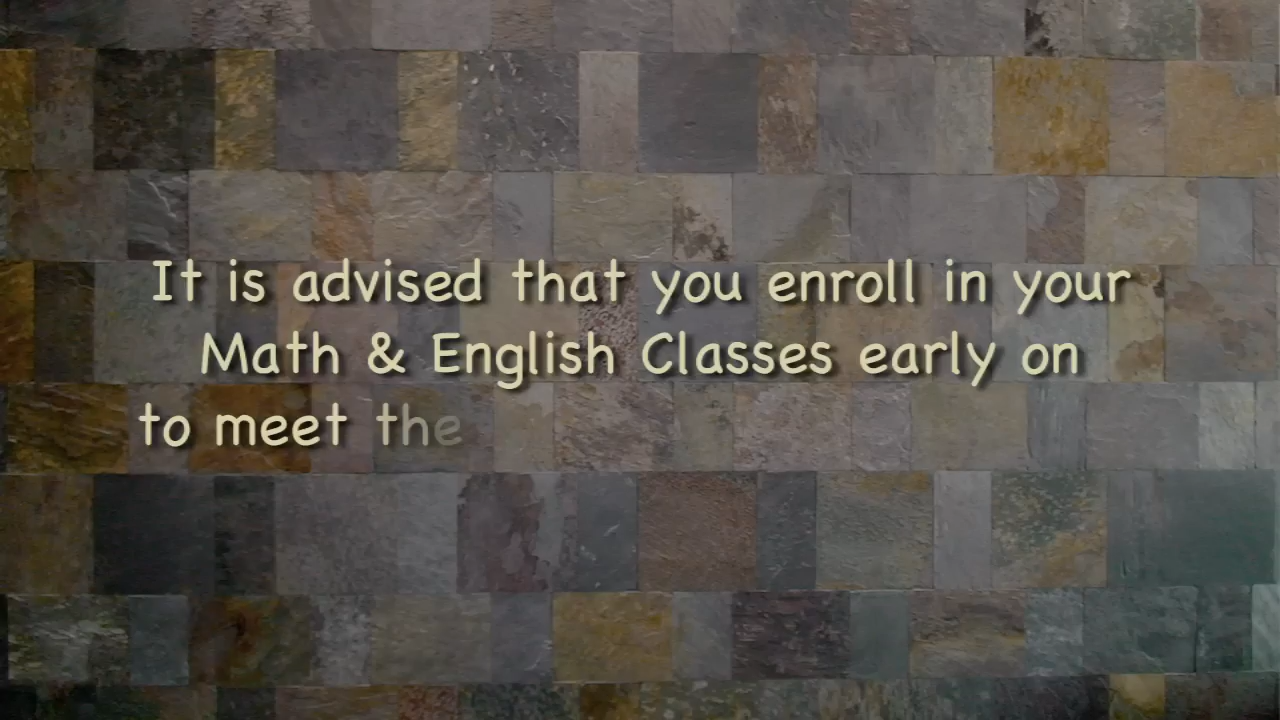 It is advised that you enroll in your
Math & English Classes early on
to meet the